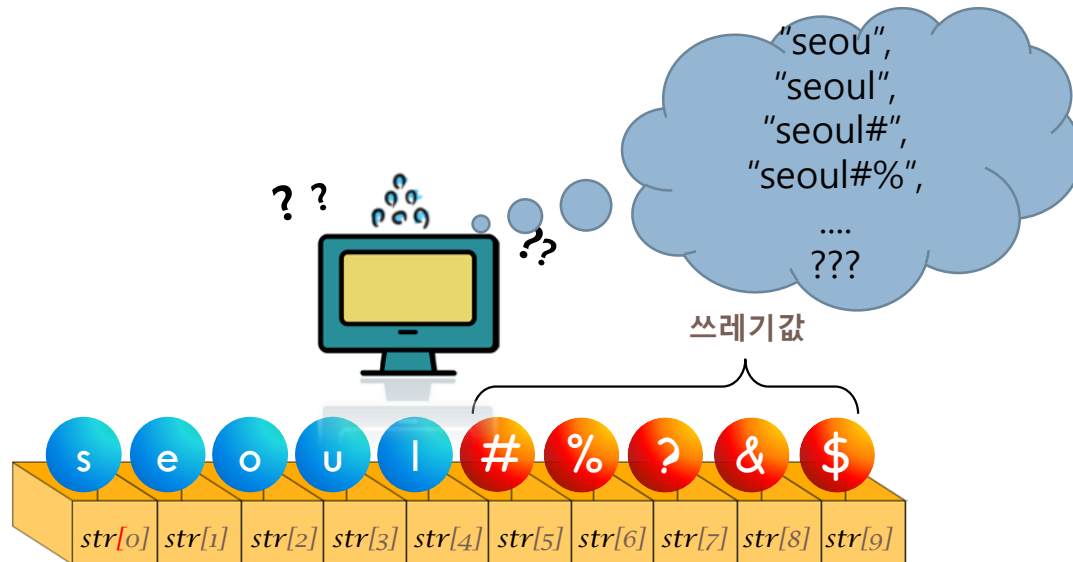 "seou",
"seoul",
"seoul#",
"seoul#%",
....
???
? ?
??
쓰레기값
s e o u l # % ? & $
str[0] str[1] str[2] str[3] str[4] str[5] str[6] str[7] str[8] str[9]